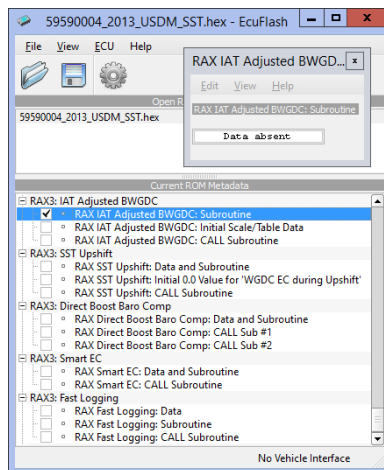 59590004_2013_USDM_SST.hex - EcuFlash
File View ECU Help
RAX IAT Adjusted BWGD...
Edit View Help
RAX IAT Adjusted BWGDC: Subroutine
Data absent
Open R
59590004_2013_USDM_SST.hex
Current ROM Metadata
RAX3: IAT Adjusted BWGDC
RAX IAT Adjusted BWGDC: Subroutine
RAX IAT Adjusted BWGDC: Initial Scale/Table Data
RAX IAT Adjusted BWGDC: CALL Subroutine
RAX3: SST Upshift
RAX SST Upshift: Data and Subroutine
RAX SST Upshift: Initial 0.0 Value for 'WGDC EC during Upshift'
RAX SST Upshift: CALL Subroutine
RAX3: Direct Boost Baro Comp
RAX Direct Boost Baro Comp: Data and Subroutine
RAX Direct Boost Baro Comp: CALL Sub #1
RAX Direct Boost Baro Comp: CALL Sub #2
RAX3: Smart EC
RAX Smart EC: Data and Subroutine
RAX Smart EC: CALL Subroutine
RAX3: Fast Logging
RAX Fast Logging: Data
RAX Fast Logging: Subroutine
RAX Fast Logging: CALL Subroutine
No Vehicle Interface